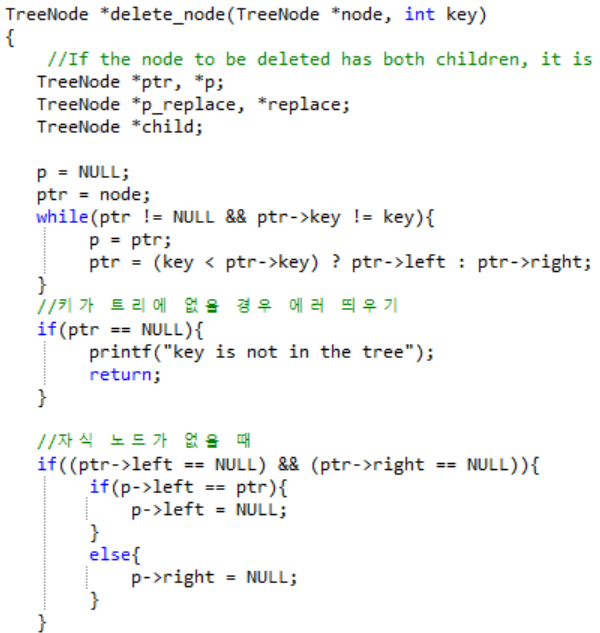 TreeNode *delete_node(TreeNode *node, int key)
{
//If the node to be deleted has both children, it is
TreeNode *ptr, *p;
TreeNode *p_replace, *replace;
TreeNode *child;
p = NULL;
ptr = node;
while(ptr != NULL && ptr->key != key){
p = ptr;
ptr = (key < ptr->key) ? ptr->left : ptr->right;
}
//키가 트리에 없을 경우 에러 띄우기
if(ptr == NULL){
printf("key is not in the tree");
return;
}
//자식 노드가 없을 때
if((ptr->left == NULL) && (ptr->right == NULL)){
if(p->left == ptr){
p->left = NULL;
}
else{
p->right = NULL;
}
}